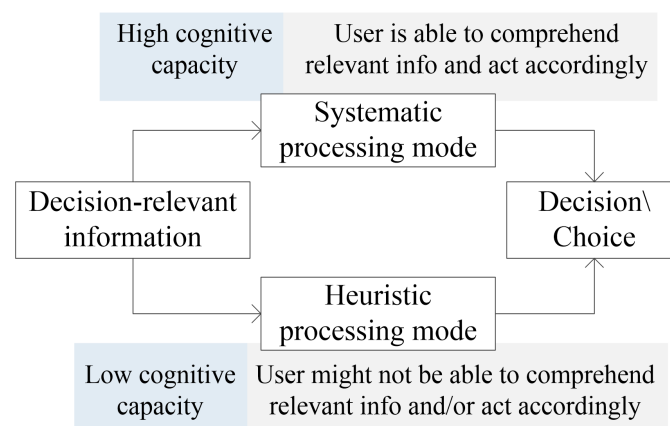 High cognitive
capacity
User is able to comprehend
relevant info and act accordingly
Systematic
processing mode
Decision-relevant
information
Decision\
Choice
Heuristic
processing mode
Low cognitive
capacity
User might not be able to comprehend
relevant info and/or act accordingly